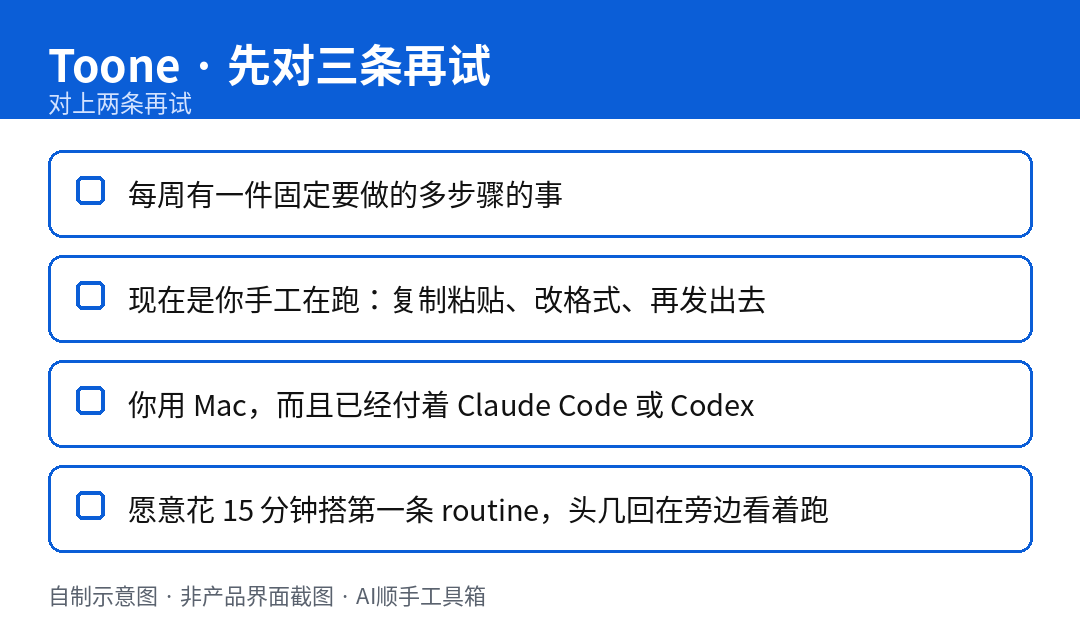 Toone · 先对三条再试
对上两条再试
每周有一件固定要做的多步骤的事
现在是你手工在跑：复制粘贴、改格式、再发出去
你用 Mac，而且已经付着 Claude Code 或 Codex
愿意花 15 分钟搭第一条 routine，头几回在旁边看着跑
自制示意图 · 非产品界面截图 · AI顺手工具箱